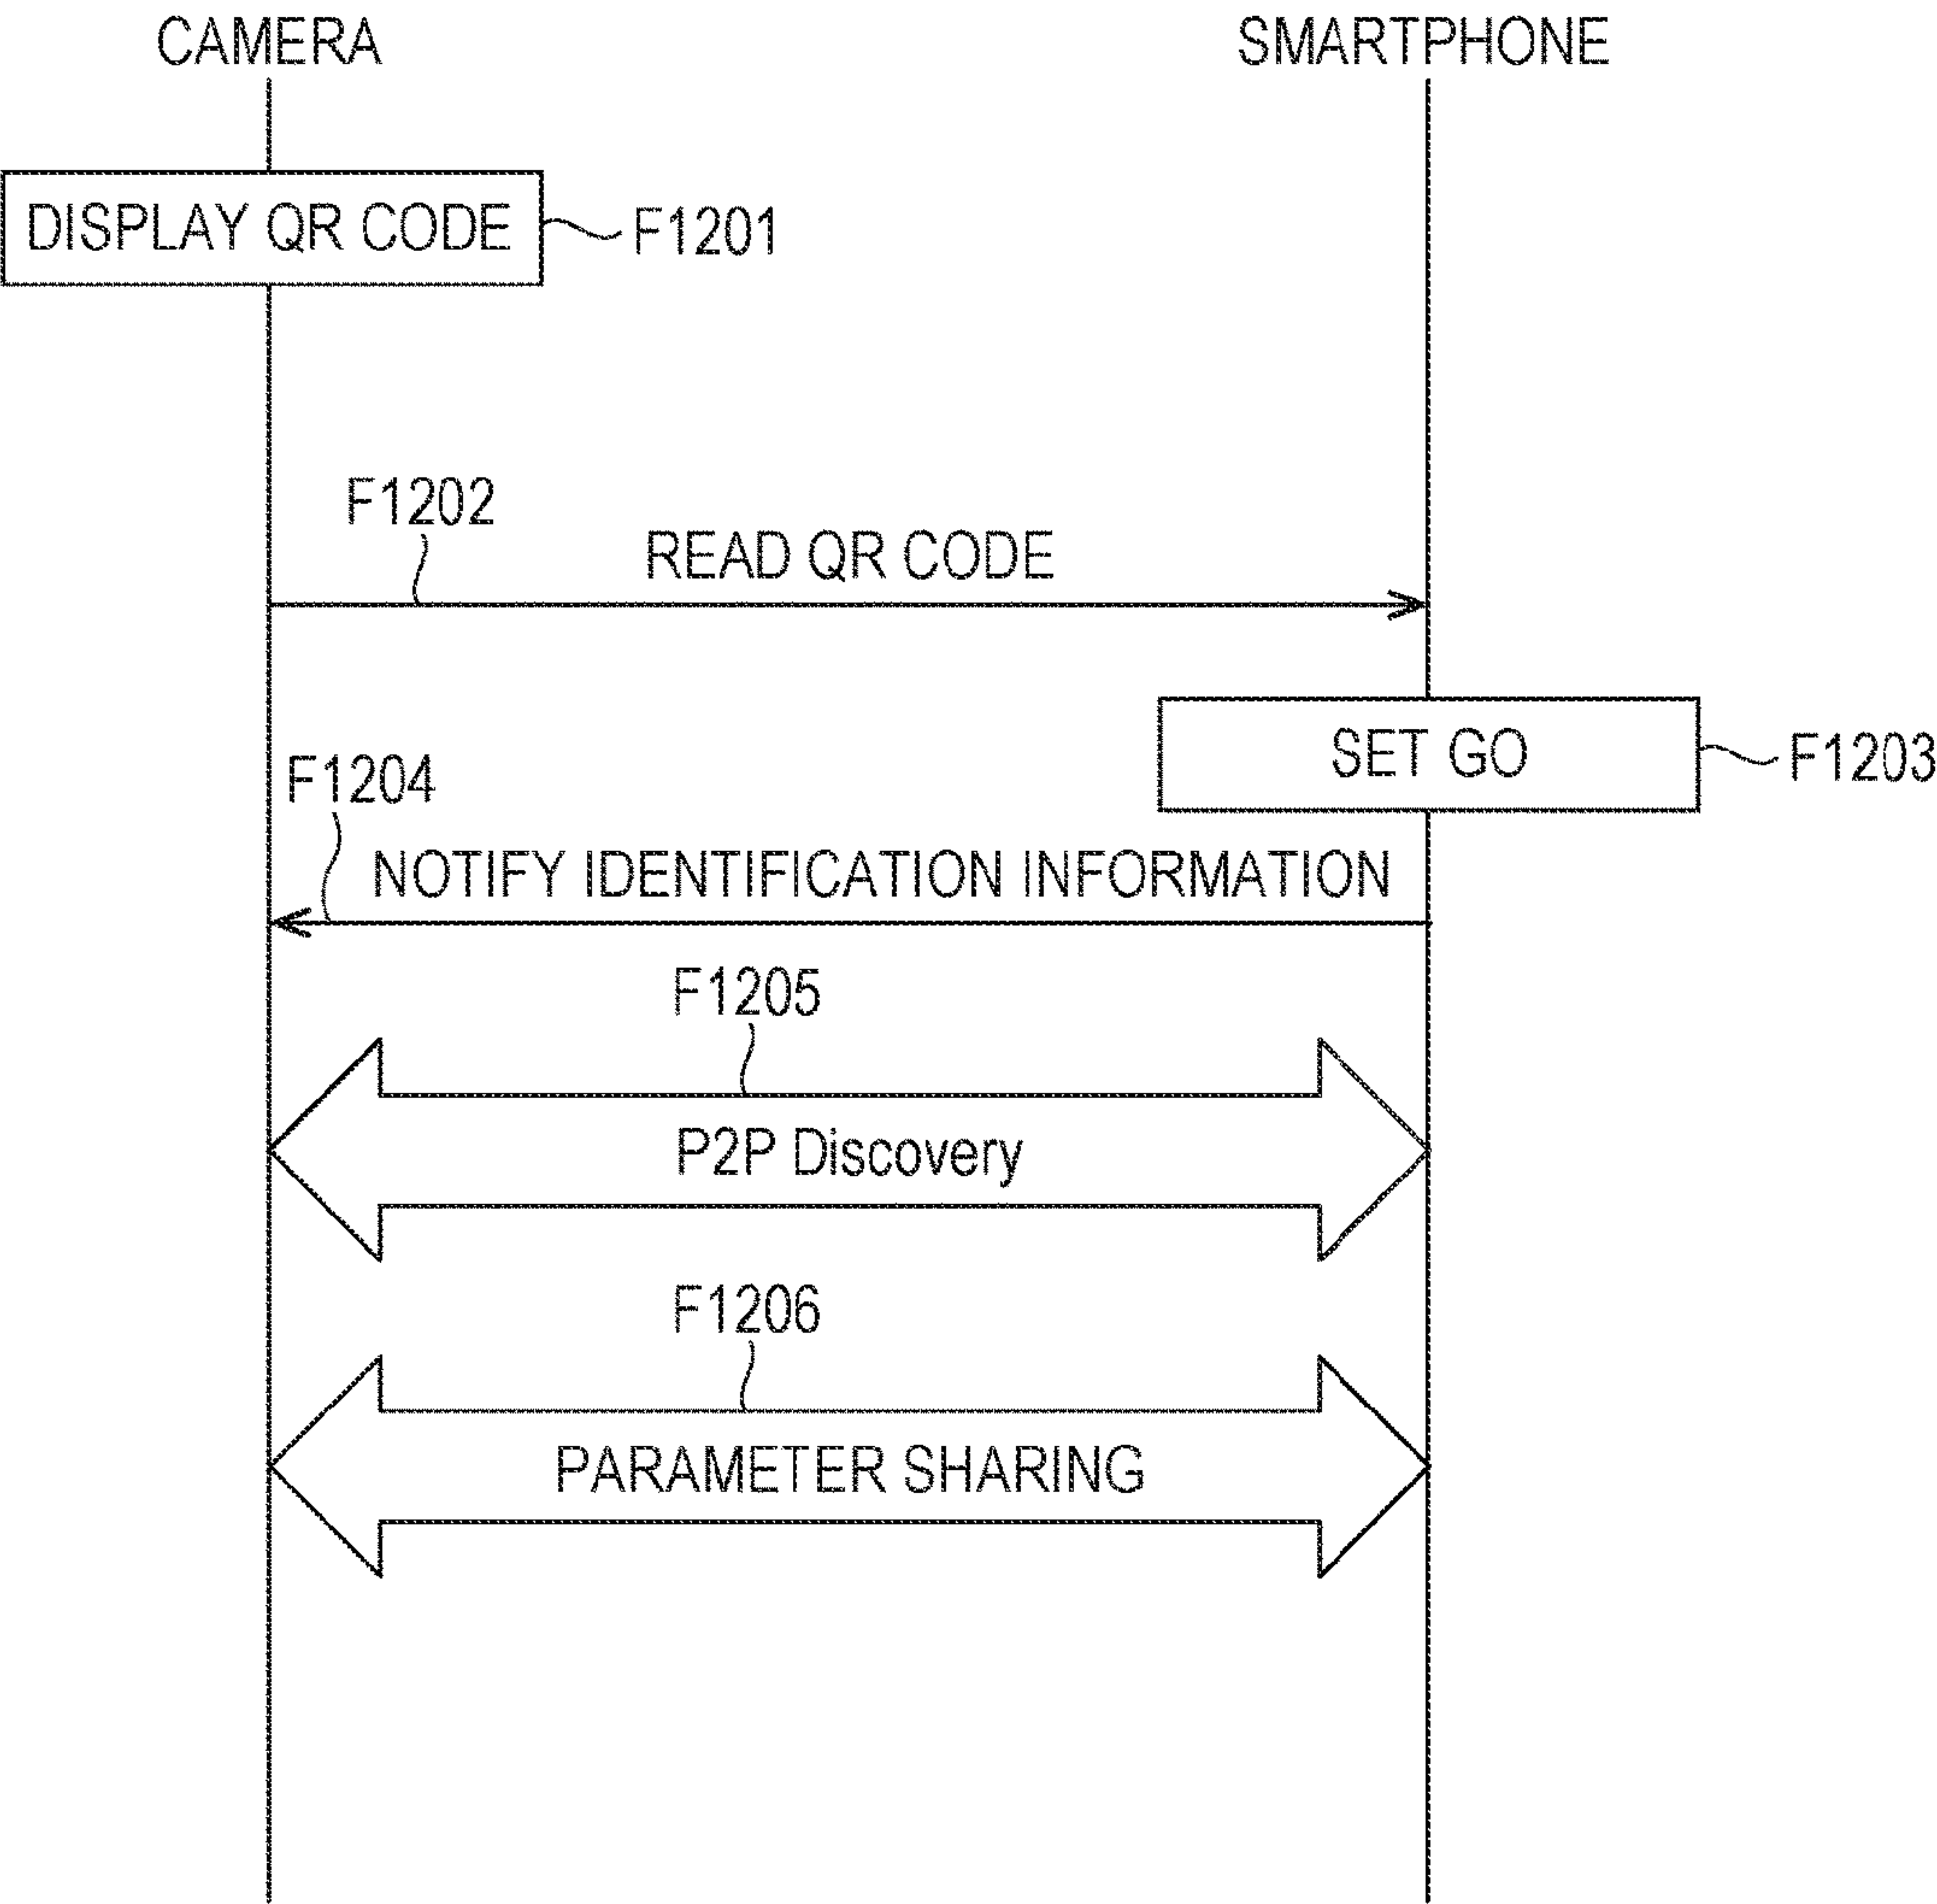 CAMERA
SMARTPHONE
DISPLAY QR CODE
F1201
F1202
READ QR CODE
SET GO
F1203
F1204
NOTIFY IDENTIFICATION INFORMATION
F1205
P2P Discovery
F1206
PARAMETER SHARING